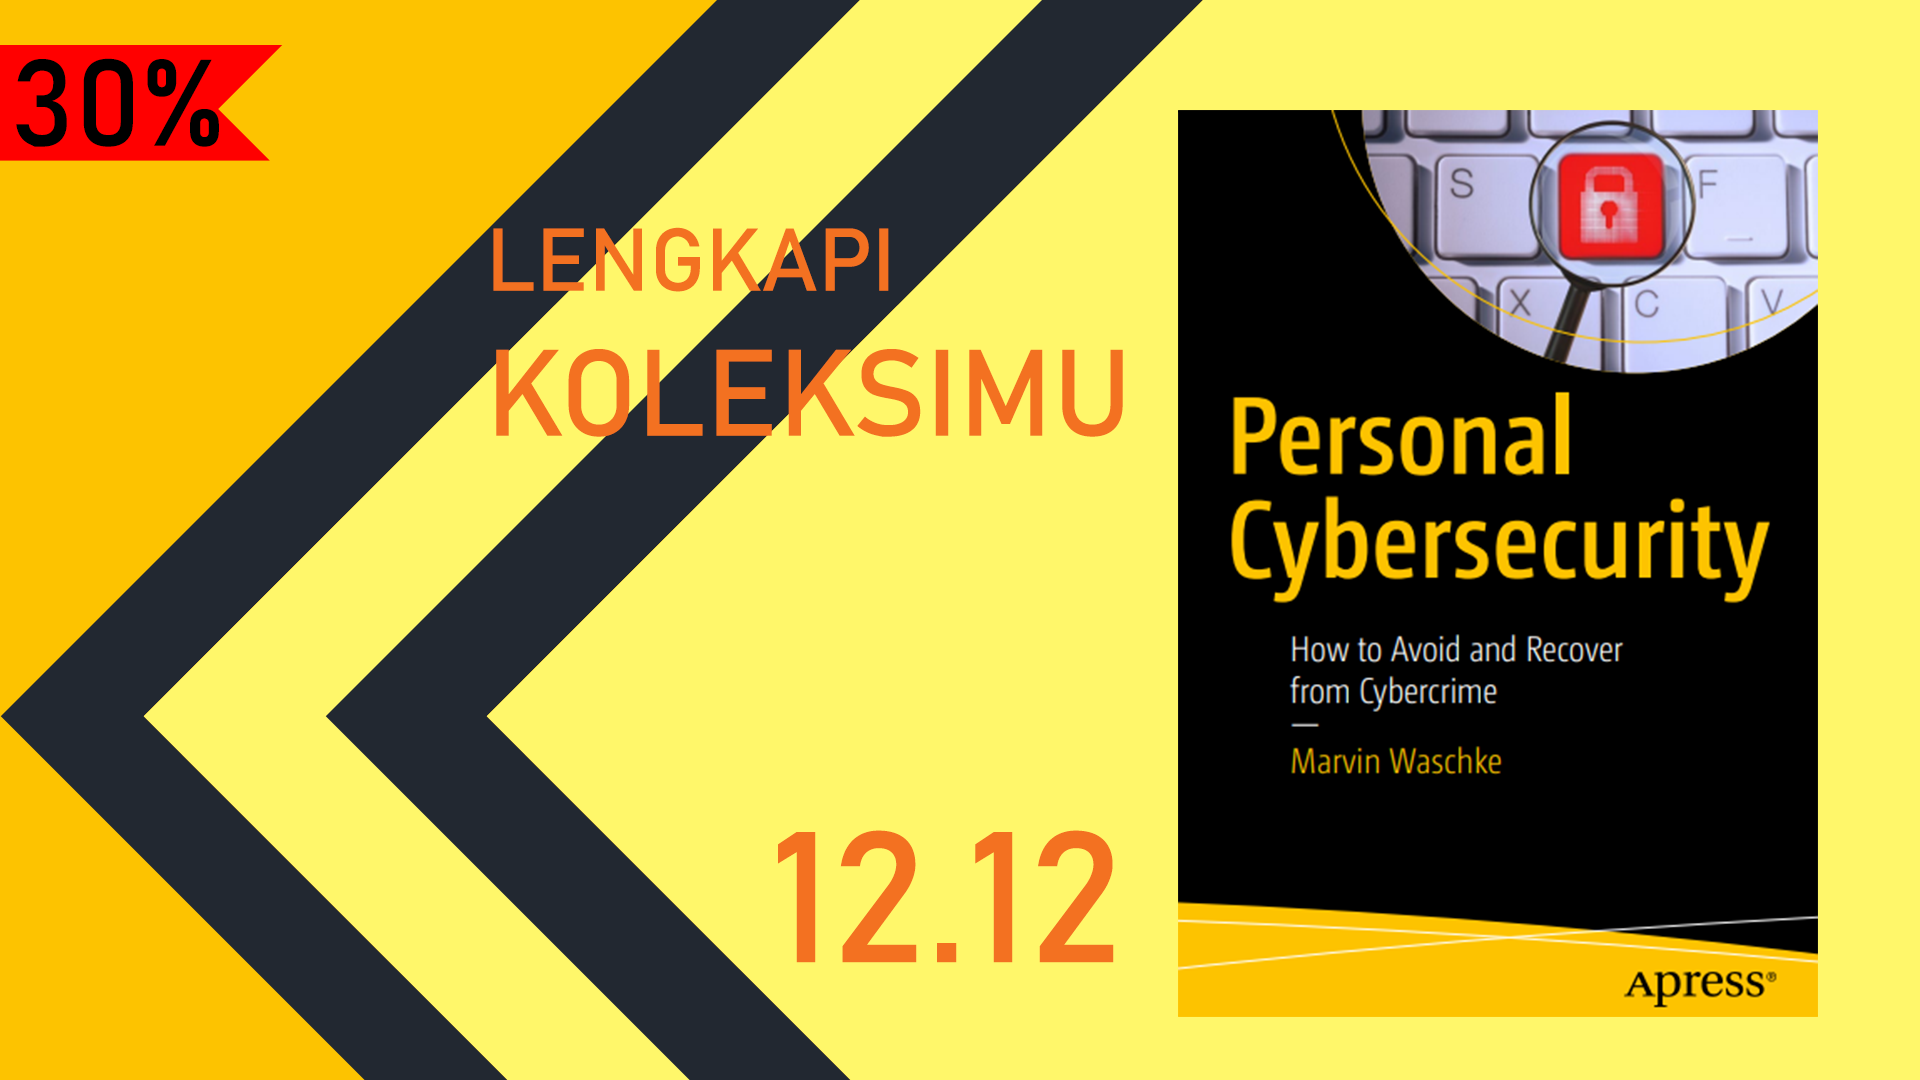 30%
LENGKAPI
KOLEKSIMU
12.12
S
F
X
C
V
Personal
Cybersecurity
How to Avoid and Recover
from Cybercrime
—
Marvin Waschke
Apress®